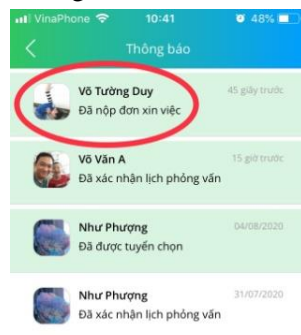 VinaPhone 10:41 48%
Thông báo
Võ Tường Duy 45 giây trước
Đã nộp đơn xin việc
Võ Văn A 15 giờ trước
Đã xác nhận lịch phỏng vấn
Như Phượng 04/08/2020
Đã được tuyển chọn
Như Phượng 31/07/2020
Đã xác nhận lịch phỏng vấn